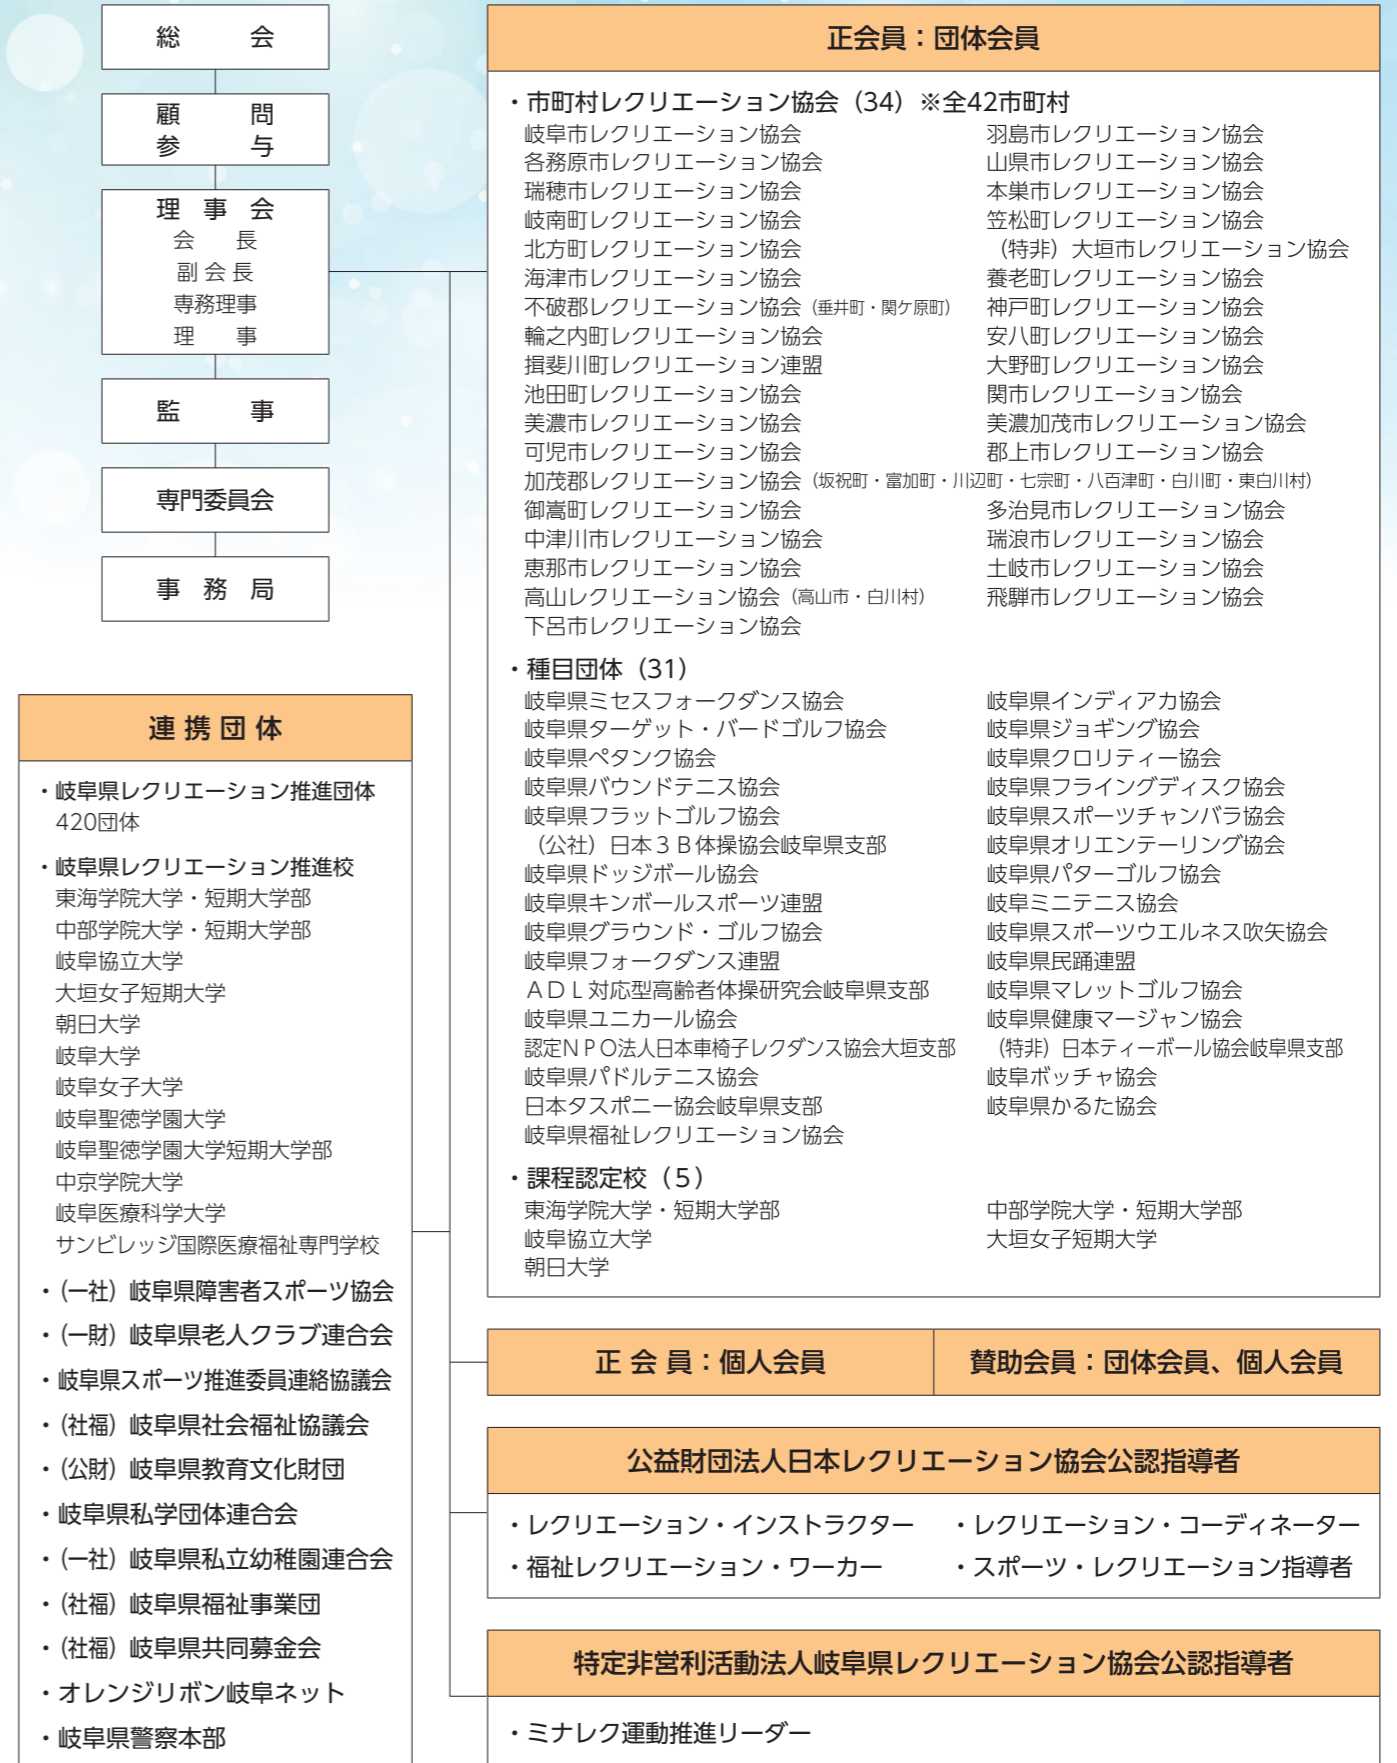 総　会
顧　問
参　与
理 事 会
会　長
副 会 長
専務理事
理　事
監　事
専門委員会
事 務 局
連 携 団 体
・岐阜県レクリエーション推進団体
420団体
・岐阜県レクリエーション推進校
東海学院大学・短期大学部
中部学院大学・短期大学部
岐阜協立大学
大垣女子短期大学
朝日大学
岐阜大学
岐阜女子大学
岐阜聖徳学園大学
岐阜聖徳学園大学短期大学部
中京学院大学
岐阜医療科学大学
サンビレッジ国際医療福祉専門学校
・（一社）岐阜県障害者スポーツ協会
・（一財）岐阜県老人クラブ連合会
・岐阜県スポーツ推進委員連絡協議会
・（社福）岐阜県社会福祉協議会
・（公財）岐阜県教育文化財団
・岐阜県私学団体連合会
・（一社）岐阜県私立幼稚園連合会
・（社福）岐阜県福祉事業団
・（社福）岐阜県共同募金会
・オレンジリボン岐阜ネット
・岐阜県警察本部
正会員：団体会員
・市町村レクリエーション協会（34）※全42市町村
岐阜市レクリエーション協会　羽島市レクリエーション協会
各務原市レクリエーション協会　山県市レクリエーション協会
瑞穂市レクリエーション協会　本巣市レクリエーション協会
岐南町レクリエーション協会　笠松町レクリエーション協会
北方町レクリエーション協会　（特非）大垣市レクリエーション協会
海津市レクリエーション協会　養老町レクリエーション協会
不破郡レクリエーション協会（垂井町・関ケ原町）　神戸町レクリエーション協会
輪之内町レクリエーション協会　安八町レクリエーション協会
揖斐川町レクリエーション連盟　大野町レクリエーション協会
池田町レクリエーション協会　関市レクリエーション協会
美濃市レクリエーション協会　美濃加茂市レクリエーション協会
可児市レクリエーション協会　郡上市レクリエーション協会
加茂郡レクリエーション協会（坂祝町・富加町・川辺町・七宗町・八百津町・白川町・東白川村）
御嵩町レクリエーション協会　多治見市レクリエーション協会
中津川市レクリエーション協会　瑞浪市レクリエーション協会
恵那市レクリエーション協会　土岐市レクリエーション協会
高山レクリエーション協会（高山市・白川村）　飛騨市レクリエーション協会
下呂市レクリエーション協会
・種目団体（31）
岐阜県ミセスフォークダンス協会　岐阜県インディアカ協会
岐阜県ターゲット・バードゴルフ協会　岐阜県ジョギング協会
岐阜県ペタンク協会　岐阜県クロリティー協会
岐阜県バウンドテニス協会　岐阜県フライングディスク協会
岐阜県フラットゴルフ協会　岐阜県スポーツチャンバラ協会
（公社）日本３Ｂ体操協会岐阜県支部　岐阜県オリエンテーリング協会
岐阜県ドッジボール協会　岐阜県パターゴルフ協会
岐阜県キンボールスポーツ連盟　岐阜ミニテニス協会
岐阜県グラウンド・ゴルフ協会　岐阜県スポーツウエルネス吹矢協会
岐阜県フォークダンス連盟　岐阜県民踊連盟
ＡＤＬ対応型高齢者体操研究会岐阜県支部　岐阜県マレットゴルフ協会
岐阜県ユニカール協会　岐阜県健康マージャン協会
認定ＮＰＯ法人日本車椅子レクダンス協会大垣支部　（特非）日本ティーボール協会岐阜県支部
岐阜県パドルテニス協会　岐阜ボッチャ協会
日本タスポニー協会岐阜県支部　岐阜県かるた協会
岐阜県福祉レクリエーション協会
・課程認定校（５）
東海学院大学・短期大学部　中部学院大学・短期大学部
岐阜協立大学　大垣女子短期大学
朝日大学
正 会 員：個人会員　賛助会員：団体会員、個人会員
公益財団法人日本レクリエーション協会公認指導者
・レクリエーション・インストラクター　・レクリエーション・コーディネーター
・福祉レクリエーション・ワーカー　・スポーツ・レクリエーション指導者
特定非営利活動法人岐阜県レクリエーション協会公認指導者
・ミナレク運動推進リーダー